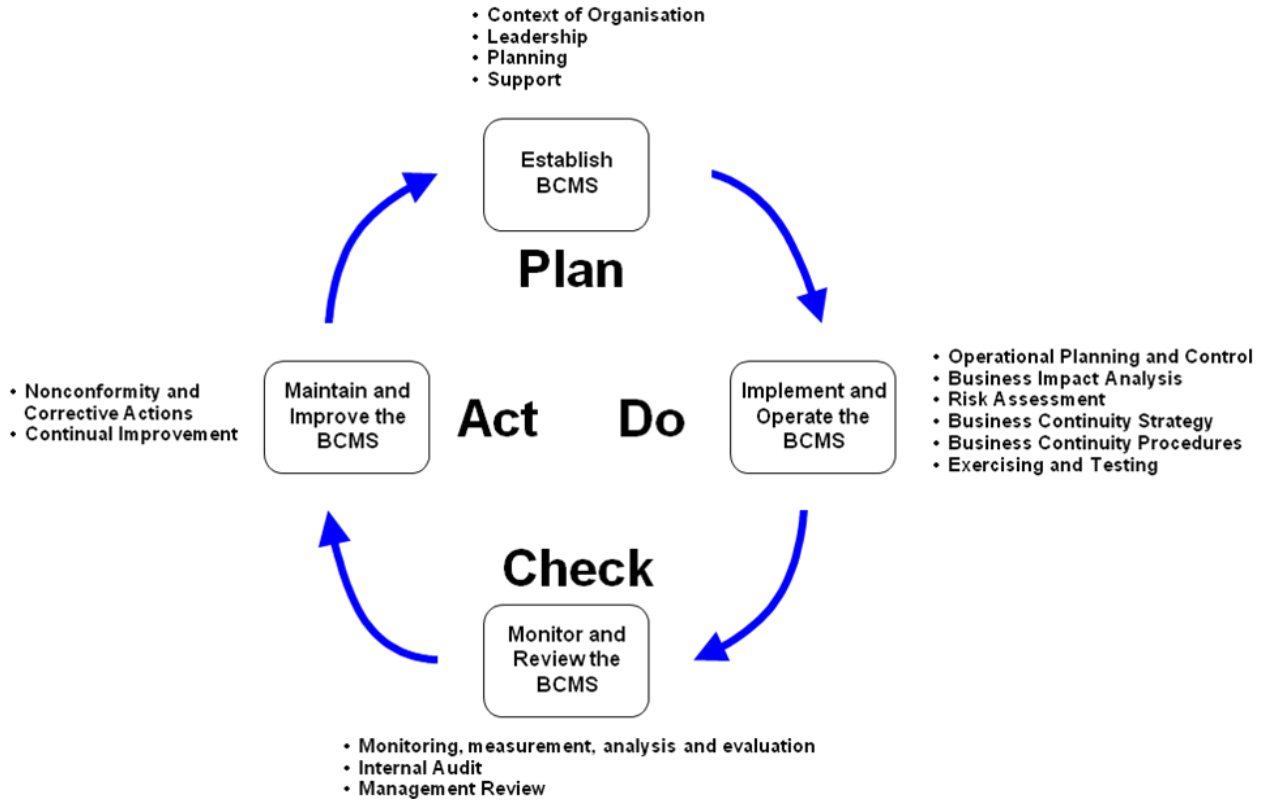 • Context of Organisation
• Leadership
• Planning
• Support
Establish
BCMS
Plan
• Nonconformity and
Corrective Actions
• Continual Improvement
Maintain and
Improve the
BCMS
Act
Do
Implement and
Operate the
BCMS
• Operational Planning and Control
• Business Impact Analysis
• Risk Assessment
• Business Continuity Strategy
• Business Continuity Procedures
• Exercising and Testing
Check
Monitor and
Review the
BCMS
• Monitoring, measurement, analysis and evaluation
• Internal Audit
• Management Review